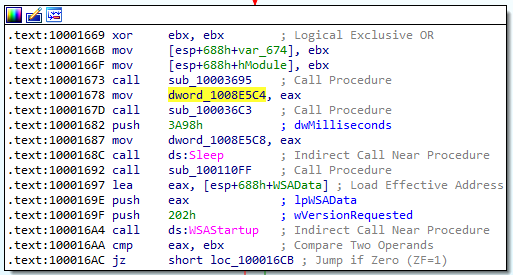 .text:10001669 xor ebx, ebx ; Logical Exclusive OR
.text:1000166B mov [esp+688h+var_674], ebx
.text:1000166F mov [esp+688h+hModule], ebx
.text:10001673 call sub_10003695 ; Call Procedure
.text:10001678 mov dword_1008E5C4, eax
.text:1000167D call sub_100036C3 ; Call Procedure
.text:10001682 push 3A98h ; dwMilliseconds
.text:10001687 mov dword_1008E5C8, eax
.text:1000168C call ds:Sleep ; Indirect Call Near Procedure
.text:10001692 call sub_100110FF ; Call Procedure
.text:10001697 lea eax, [esp+688h+WSAData] ; Load Effective Address
.text:1000169E push eax ; lpWSAData
.text:1000169F push 202h ; wVersionRequested
.text:100016A4 call ds:WSAStartup ; Indirect Call Near Procedure
.text:100016AA cmp eax, ebx ; Compare Two Operands
.text:100016AC jz short loc_100016CB ; Jump if Zero (ZF=1)